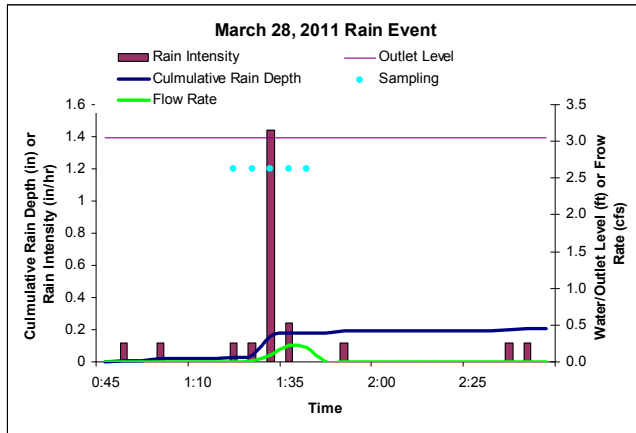 March 28, 2011 Rain Event
Rain Intensity
Outlet Level
Culmulative Rain Depth
Sampling
Flow Rate
Culmulative Rain Depth (in) or
Rain Intensity (in/hr)
1.6
1.4
1.2
1
0.8
0.6
0.4
0.2
0
3.5
3.0
2.5
2.0
1.5
1.0
0.5
0.0
Water/Outlet Level (ft) or Frow
Rate (cfs)
0:45
1:10
1:35
2:00
2:25
Time